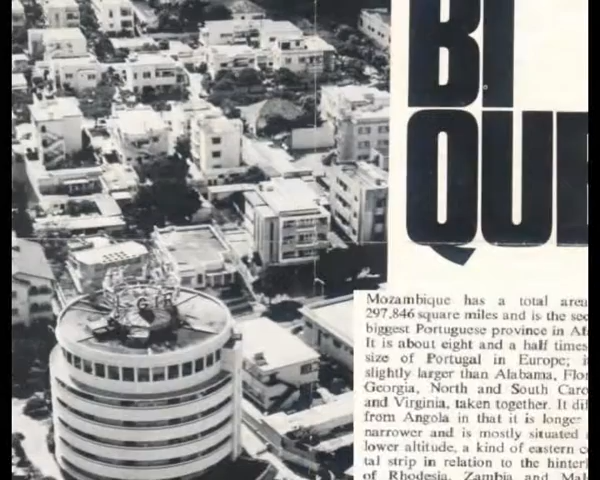 BI
QUE
Mozambique has a total area
297,846 square miles and is the sec
biggest Portuguese province in Af
It is about eight and a half times
size of Portugal in Europe; i
slightly larger than Alabama, Flor
Georgia, North and South Caro
and Virginia, taken together. It dif
from Angola in that it is longer
narrower and is mostly situated
lower altitude, a kind of eastern c
tal strip in relation to the hinterl
of Rhodesia, Zambia and Mal